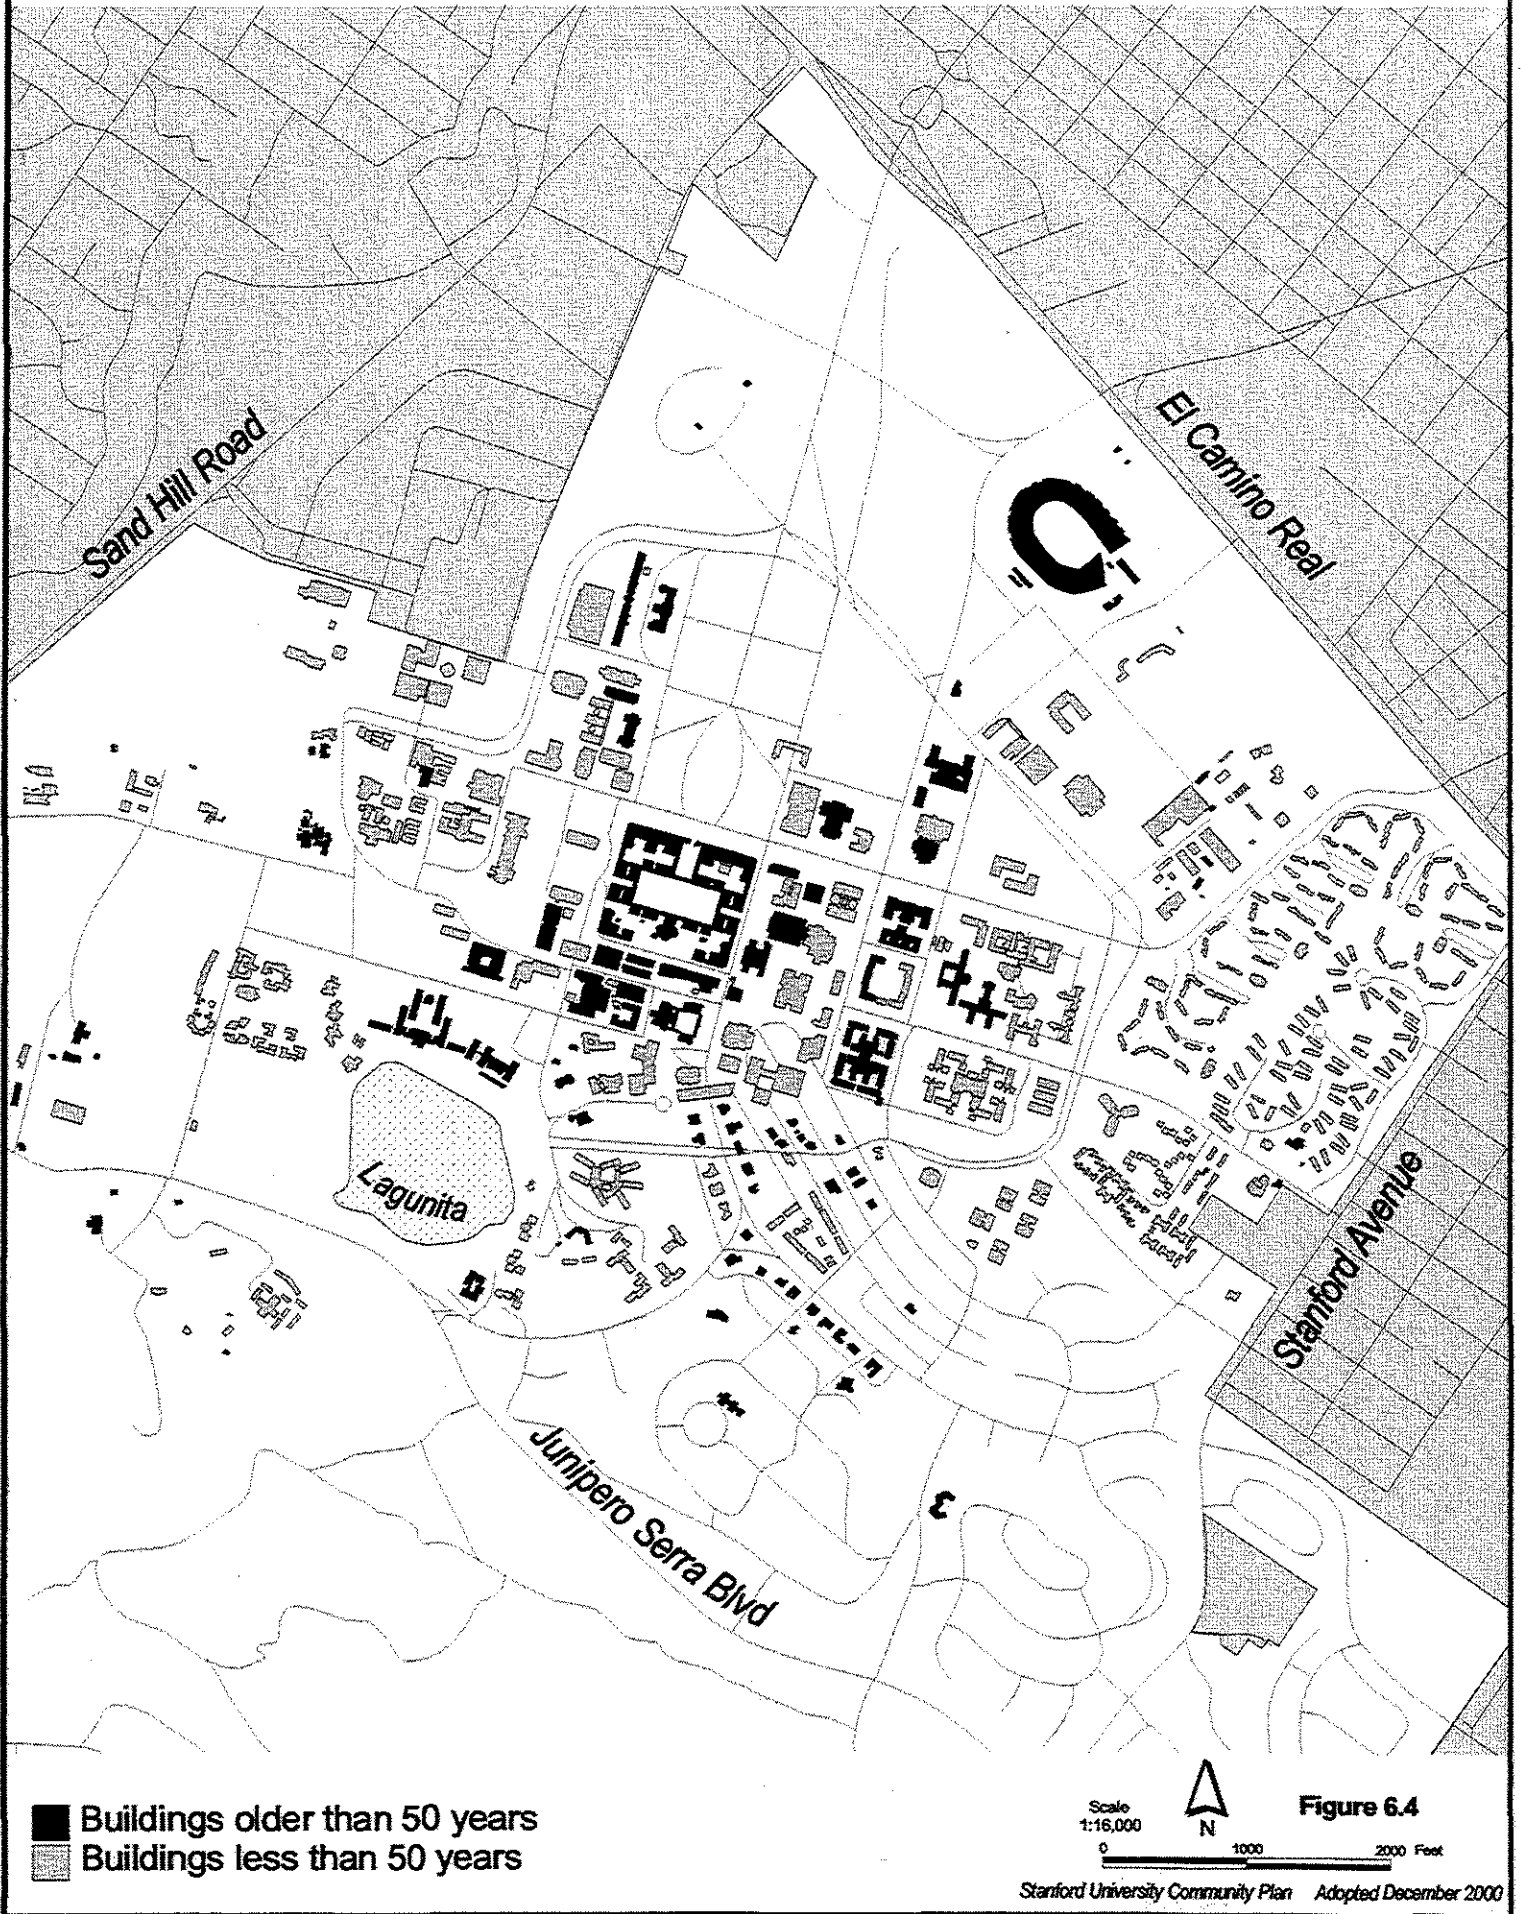 Sand Hill Road
El Camino Real
Lagunita
Stanford Avenue
Junipero Serra Blvd
Buildings older than 50 years
Buildings less than 50 years
Scale
1:16,000
N
Figure 6.4
0 1000 2000 Feet
Stanford University Community Plan Adopted December 2000